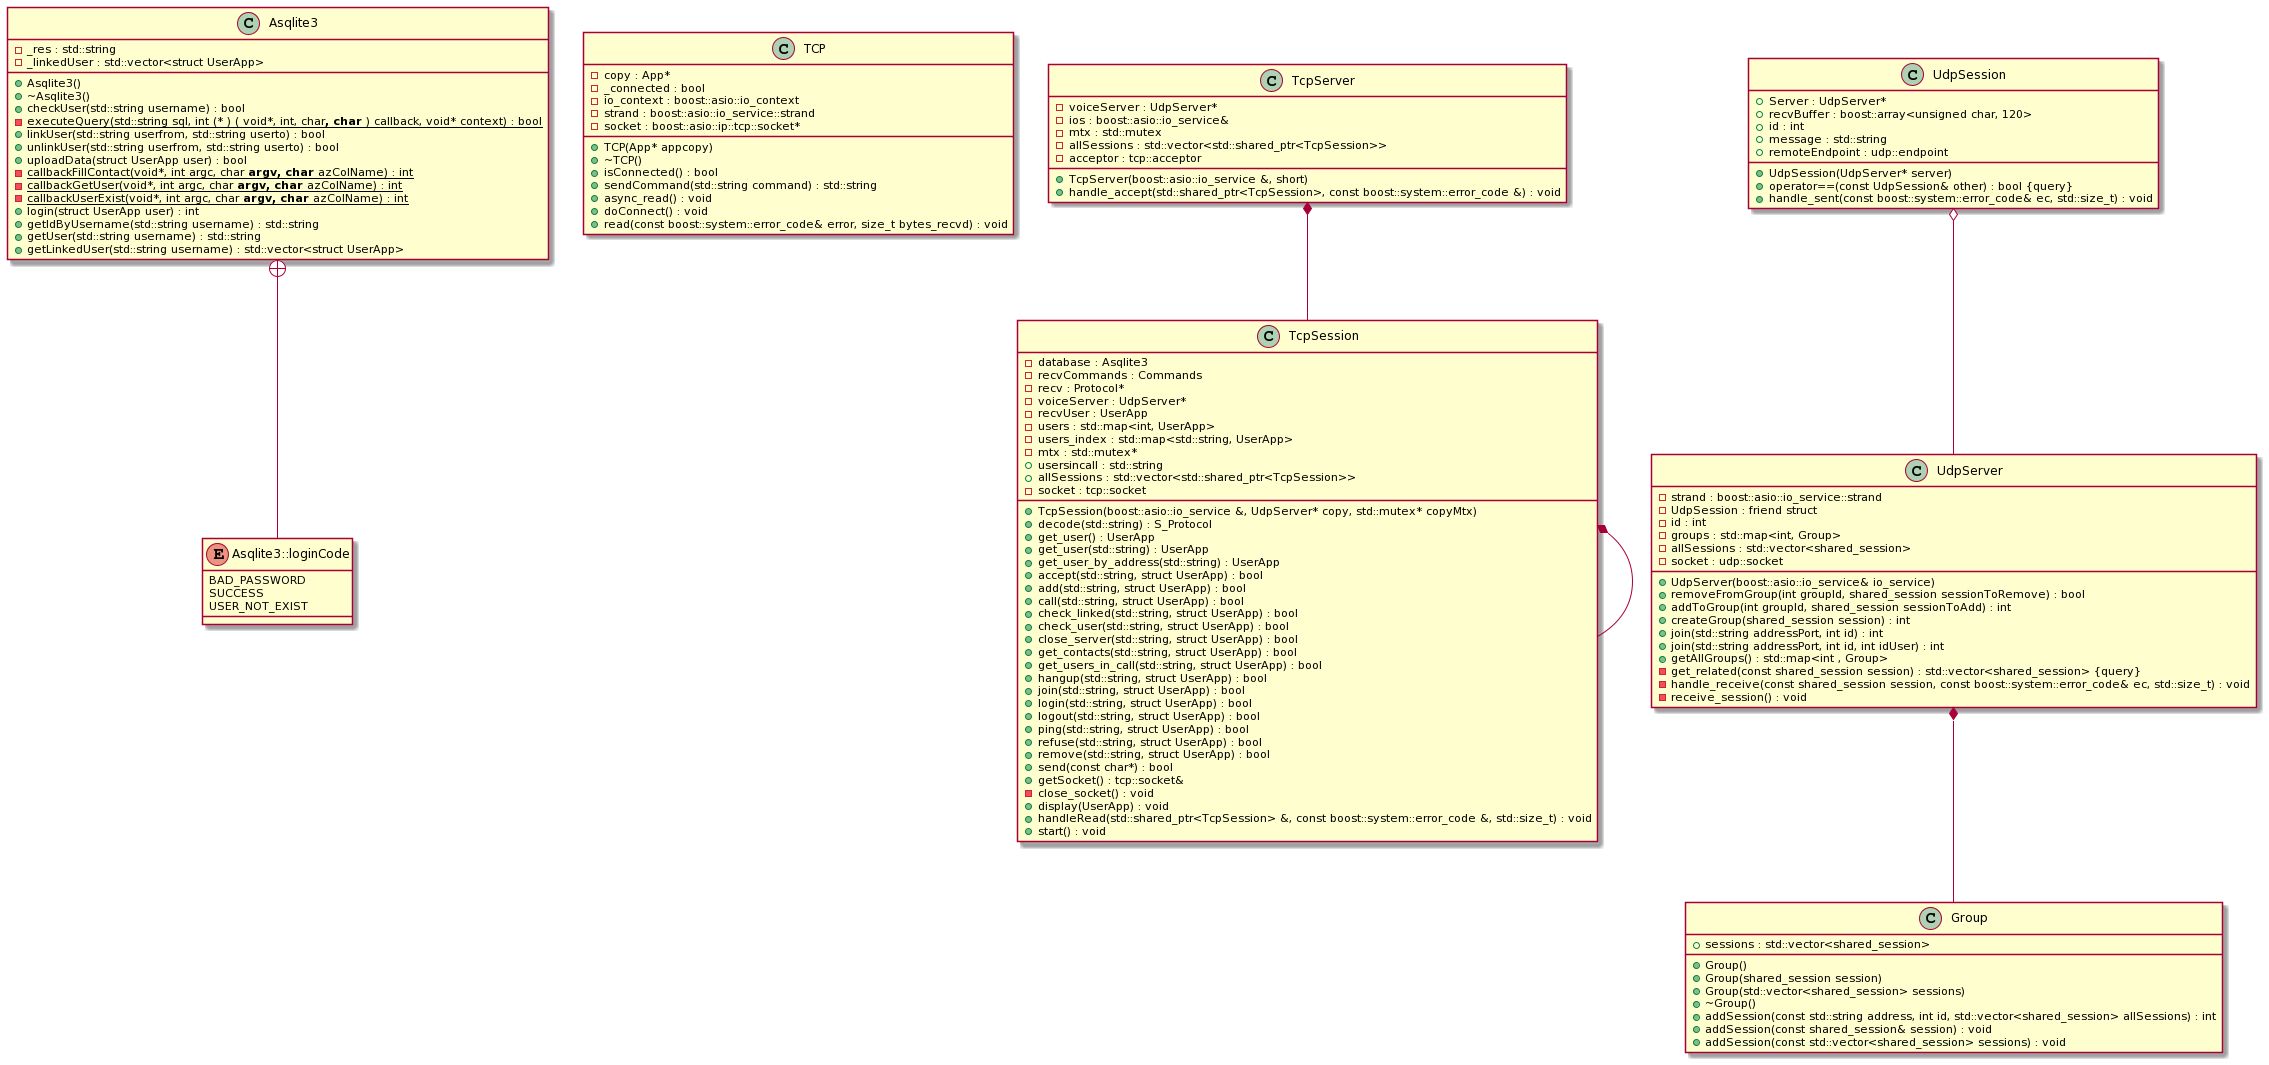 C Asqlite3
_res : std::string
_linkedUser : std::vector<struct UserApp>
Asqlite3()
~Asqlite3()
checkUser(std::string username) : bool
executeQuery(std::string sql, int (* ) ( void*, int, char, char ) callback, void* context) : bool
linkUser(std::string userfrom, std::string userto) : bool
unlinkUser(std::string userfrom, std::string userto) : bool
uploadData(struct UserApp user) : bool
callbackFillContact(void*, int argc, char argv, char azColName) : int
callbackGetUser(void*, int argc, char argv, char azColName) : int
callbackUserExist(void*, int argc, char argv, char azColName) : int
login(struct UserApp user) : int
getIdByUsername(std::string username) : std::string
getUser(std::string username) : std::string
getLinkedUser(std::string username) : std::vector<struct UserApp>
C TCP
copy : App*
_connected : bool
io_context : boost::asio::io_context
strand : boost::asio::io_service::strand
socket : boost::asio::ip::tcp::socket*
TCP(App* appcopy)
~TCP()
isConnected() : bool
sendCommand(std::string command) : std::string
async_read() : void
doConnect() : void
read(const boost::system::error_code& error, size_t bytes_recvd) : void
C TcpServer
voiceServer : UdpServer*
ios : boost::asio::io_service&
mtx : std::mutex
allSessions : std::vector<std::shared_ptr<TcpSession>>
acceptor : tcp::acceptor
TcpServer(boost::asio::io_service &, short)
handle_accept(std::shared_ptr<TcpSession>, const boost::system::error_code &) : void
C UdpSession
Server : UdpServer*
recvBuffer : boost::array<unsigned char, 120>
id : int
message : std::string
remoteEndpoint : udp::endpoint
UdpSession(UdpServer* server)
operator==(const UdpSession& other) : bool {query}
handle_sent(const boost::system::error_code& ec, std::size_t) : void
C TcpSession
database : Asqlite3
recvCommands : Commands
recv : Protocol*
voiceServer : UdpServer*
recvUser : UserApp
users : std::map<int, UserApp>
users_index : std::map<std::string, UserApp>
mtx : std::mutex*
usersincall : std::string
allSessions : std::vector<std::shared_ptr<TcpSession>>
socket : tcp::socket
TcpSession(boost::asio::io_service &, UdpServer* copy, std::mutex* copyMtx)
decode(std::string) : S_Protocol
get_user() : UserApp
get_user(std::string) : UserApp
get_user_by_address(std::string) : UserApp
accept(std::string, struct UserApp) : bool
add(std::string, struct UserApp) : bool
call(std::string, struct UserApp) : bool
check_linked(std::string, struct UserApp) : bool
check_user(std::string, struct UserApp) : bool
close_server(std::string, struct UserApp) : bool
get_contacts(std::string, struct UserApp) : bool
get_users_in_call(std::string, struct UserApp) : bool
hangup(std::string, struct UserApp) : bool
join(std::string, struct UserApp) : bool
login(std::string, struct UserApp) : bool
logout(std::string, struct UserApp) : bool
ping(std::string, struct UserApp) : bool
refuse(std::string, struct UserApp) : bool
remove(std::string, struct UserApp) : bool
send(const char*) : bool
getSocket() : tcp::socket&
close_socket() : void
display(UserApp) : void
handleRead(std::shared_ptr<TcpSession> &, const boost::system::error_code &, std::size_t) : void
start() : void
C UdpServer
strand : boost::asio::io_service::strand
UdpSession : friend struct
id : int
groups : std::map<int, Group>
allSessions : std::vector<shared_session>
socket : udp::socket
UdpServer(boost::asio::io_service& io_service)
removeFromGroup(int groupId, shared_session sessionToRemove) : bool
addToGroup(int groupId, shared_session sessionToAdd) : int
createGroup(shared_session session) : int
join(std::string addressPort, int id) : int
join(std::string addressPort, int id, int idUser) : int
getAllGroups() : std::map<int , Group>
get_related(const shared_session session) : std::vector<shared_session> {query}
handle_receive(const shared_session session, const boost::system::error_code& ec, std::size_t) : void
receive_session() : void
E Asqlite3::loginCode
BAD_PASSWORD
SUCCESS
USER_NOT_EXIST
C Group
sessions : std::vector<shared_session>
Group()
Group(shared_session session)
Group(std::vector<shared_session> sessions)
~Group()
addSession(const std::string address, int id, std::vector<shared_session> allSessions) : int
addSession(const shared_session& session) : void
addSession(const std::vector<shared_session> sessions) : void